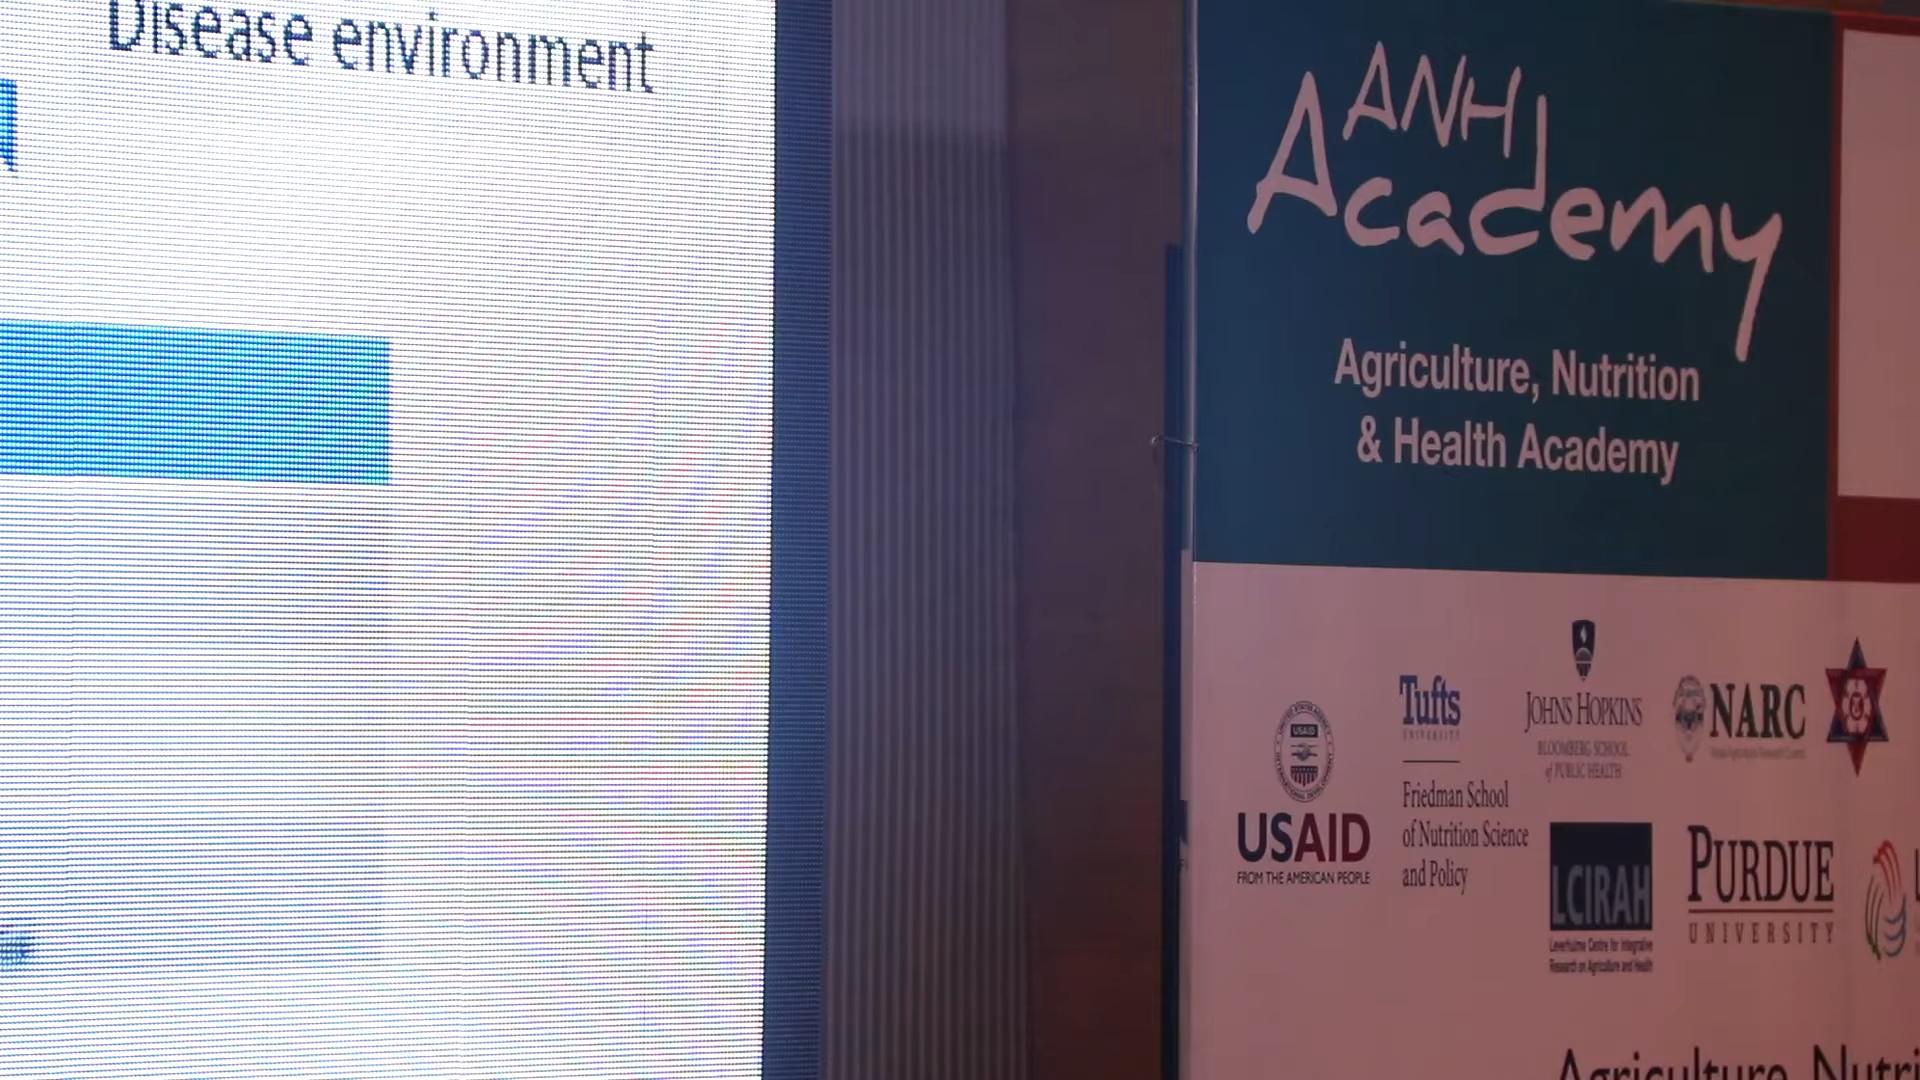 Disease environment
ANH
Academy
Agriculture, Nutrition
& Health Academy
USAID
FROM THE AMERICAN PEOPLE
Tufts
UNIVERSITY
Friedman School
of Nutrition Science
and Policy
JOHNS HOPKINS
BLOOMBERG SCHOOL
of PUBLIC HEALTH
NARC
LCIRAH
Leverhulme Centre for Integrative
Research on Agriculture and Health
PURDUE
UNIVERSITY
Agriculture, Nutri